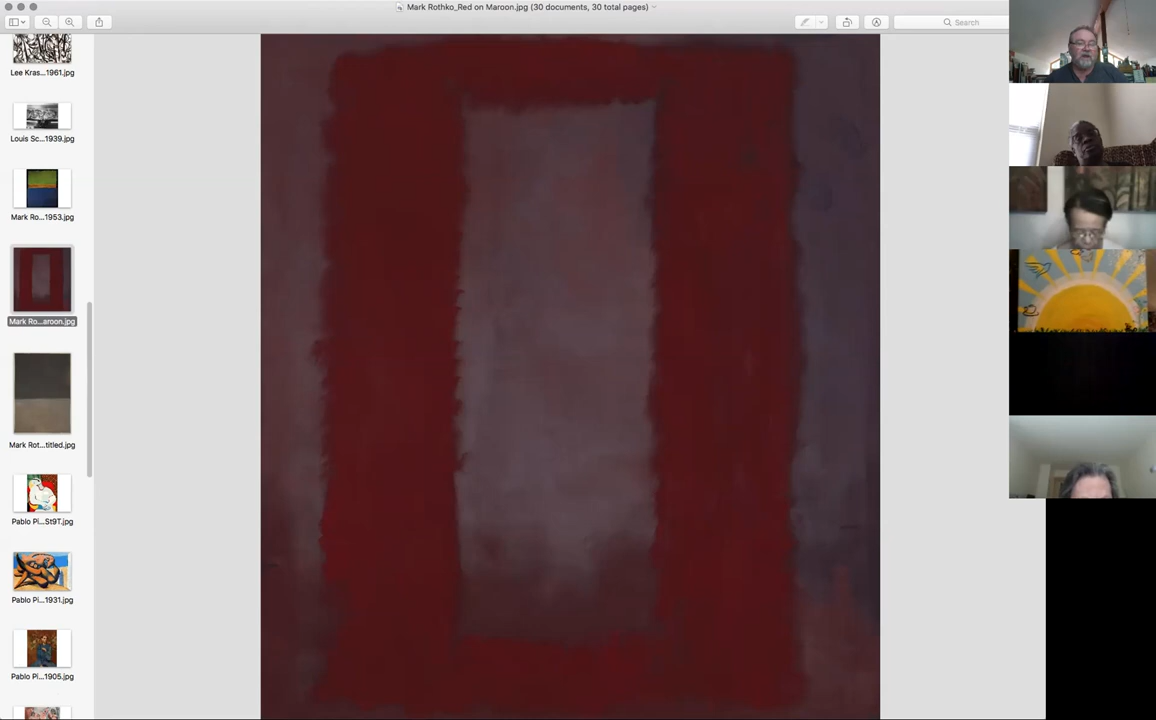 Mark Rothko_Red on Maroon.jpg (30 documents, 30 total pages)
Search
Lee Kras...1961.jpg
Louis Sc...1939.jpg
Mark Ro...1953.jpg
Mark Ro...aroon.jpg
Mark Rot...titled.jpg
Pablo Pi...St9T.jpg
Pablo Pi...1931.jpg
Pablo Pi...1905.jpg